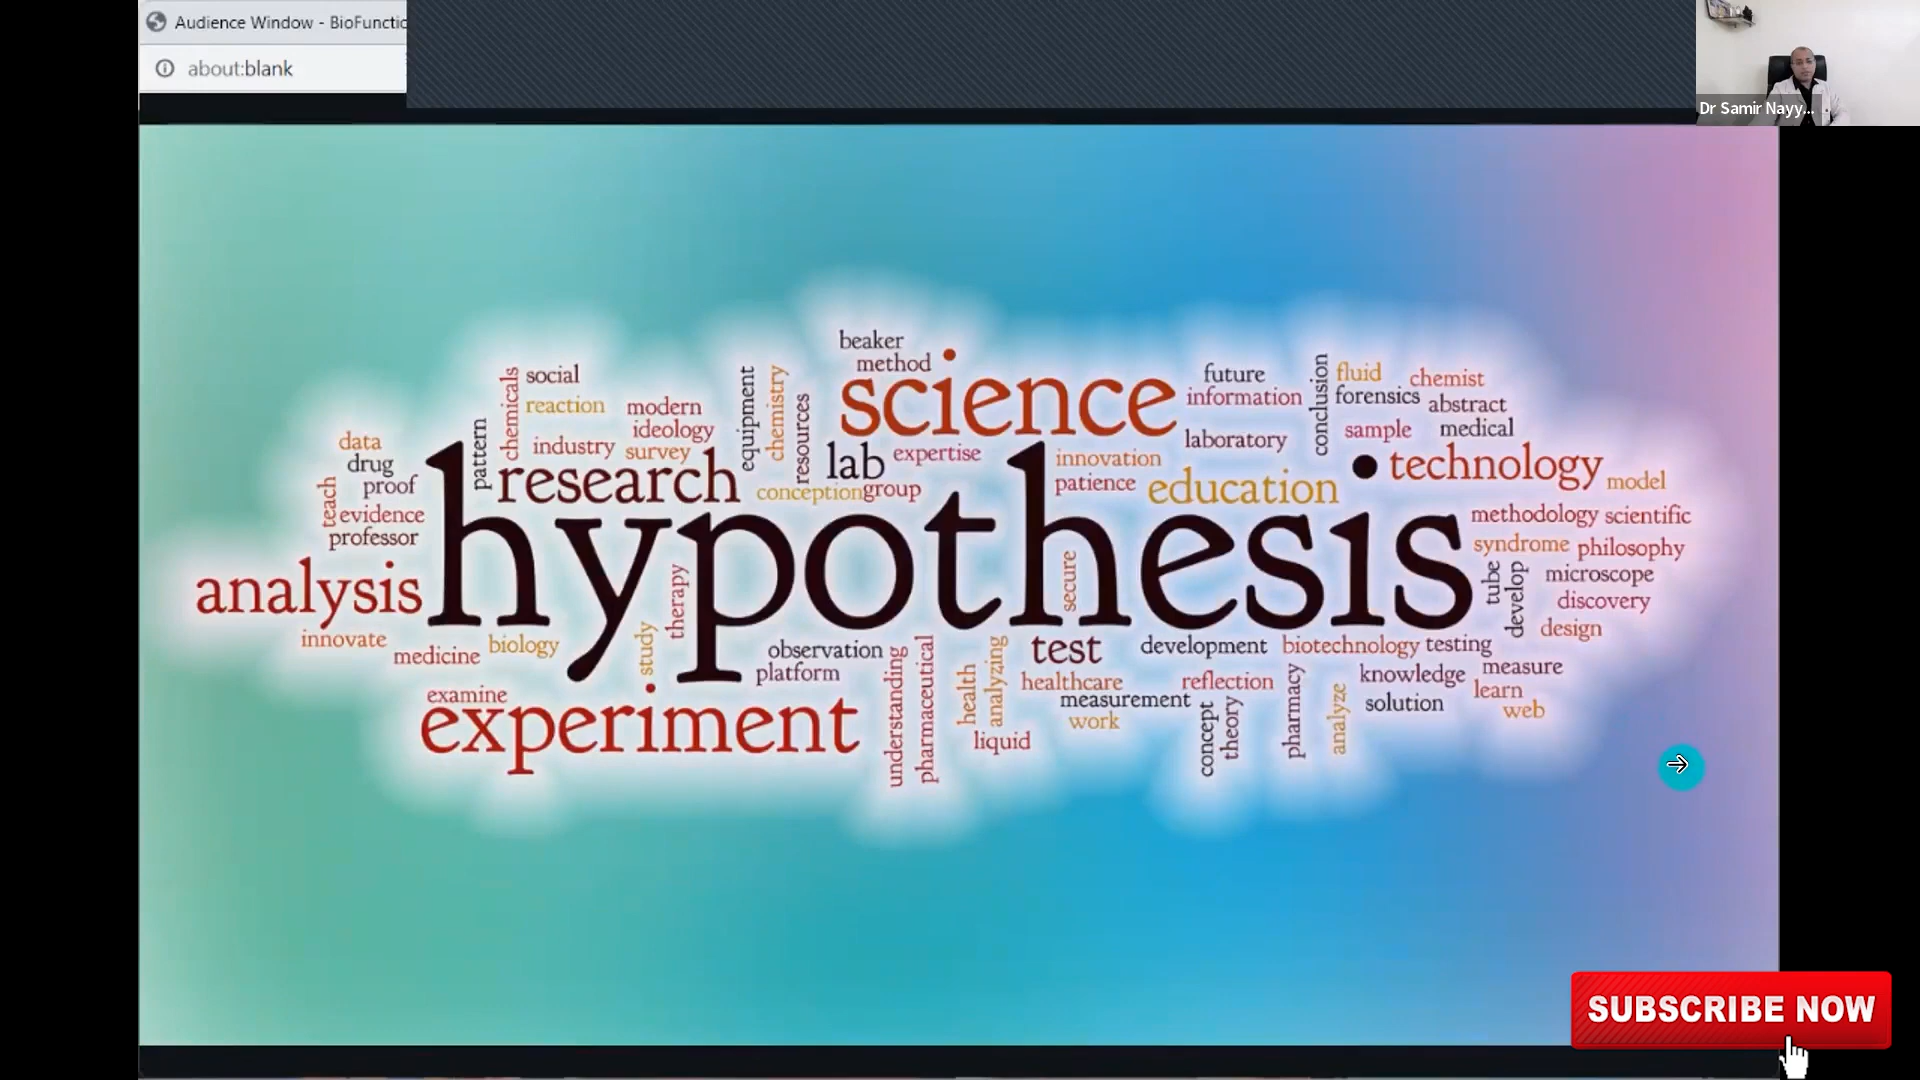 Audience Window - BioFunctio
about:blank
Dr Samir Nayy...
beaker
method
science
social
chemicals
reaction
modern
ideology
industry
survey
pattern
equipment
chemistry
resources
research
lab
expertise
conception
group
future
information
laboratory
conclusion
fluid
chemist
forensics
abstract
sample
medical
innovation
patience
education
technology
model
data
drug
proof
teach
evidence
professor
hypothesis
methodology
scientific
syndrome
philosophy
tube
develop
microscope
discovery
design
analysis
innovate
medicine
biology
study
therapy
secure
observation
platform
understanding
pharmaceutical
health
analyzing
test
development
biotechnology
testing
healthcare
reflection
measurement
work
liquid
concept
theory
pharmacy
analyze
knowledge
measure
solution
learn
web
examine
experiment
SUBSCRIBE NOW